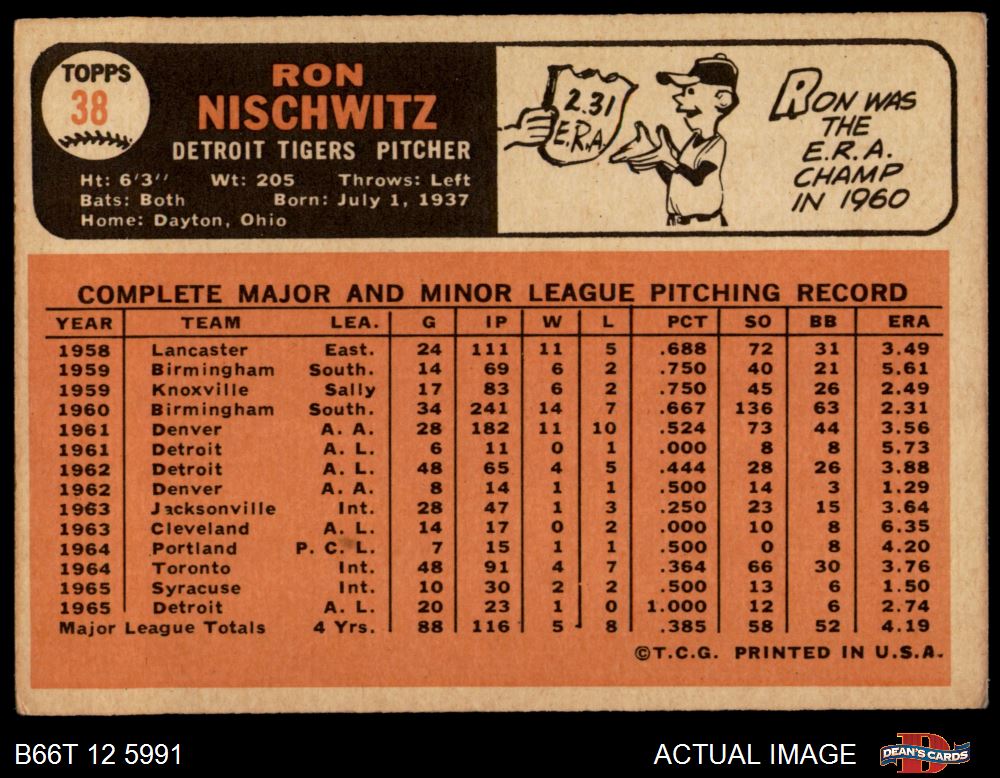 TOPPS
38
RON
NISCHWITZ
DETROIT TIGERS PITCHER
Ht: 6'3" Wt: 205 Throws: Left
Bats: Both Born: July 1, 1937
Home: Dayton, Ohio
2.31
E.R.A.
RON WAS
THE
E.R.A.
CHAMP
IN 1960
COMPLETE MAJOR AND MINOR LEAGUE PITCHING RECORD
YEAR TEAM LEA. G IP W L PCT SO BB ERA
1958 Lancaster East. 24 111 11 5 .688 72 31 3.49
1959 Birmingham South. 14 69 6 2 .750 40 21 5.61
1959 Knoxville Sally 17 83 6 2 .750 45 26 2.49
1960 Birmingham South. 34 241 14 7 .667 136 63 2.31
1961 Denver A. A. 28 182 11 10 .524 73 44 3.56
1961 Detroit A. L. 6 11 0 1 .000 8 8 5.73
1962 Detroit A. L. 48 65 4 5 .444 28 26 3.88
1962 Denver A. A. 8 14 1 1 .500 14 3 1.29
1963 Jacksonville Int. 28 47 1 3 .250 23 15 3.64
1963 Cleveland A. L. 14 17 0 2 .000 10 8 6.35
1964 Portland P. C. L. 7 15 1 1 .500 0 8 4.20
1964 Toronto Int. 48 91 4 7 .364 66 30 3.76
1965 Syracuse Int. 10 30 2 2 .500 13 6 1.50
1965 Detroit A. L. 20 23 1 0 1.000 12 6 2.74
Major League Totals 4 Yrs. 88 116 5 8 .385 58 52 4.19
©T.C.G. PRINTED IN U.S.A.
B66T 12 5991
ACTUAL IMAGE
DEAN'S CARDS